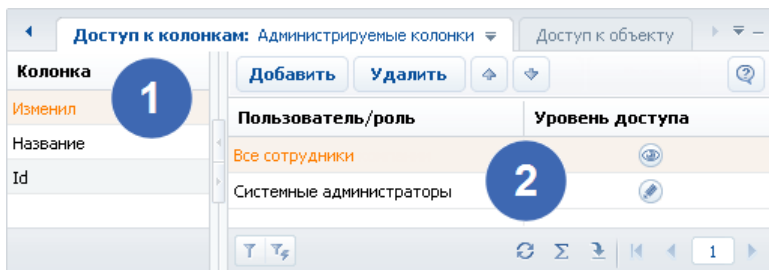 Доступ к колонкам: Администрируемые колонки
Доступ к объекту
Колонка
Изменил
Название
Id
1
Добавить
Удалить
Пользователь/роль
Уровень доступа
Все сотрудники
Системные администраторы
2
Σ
1